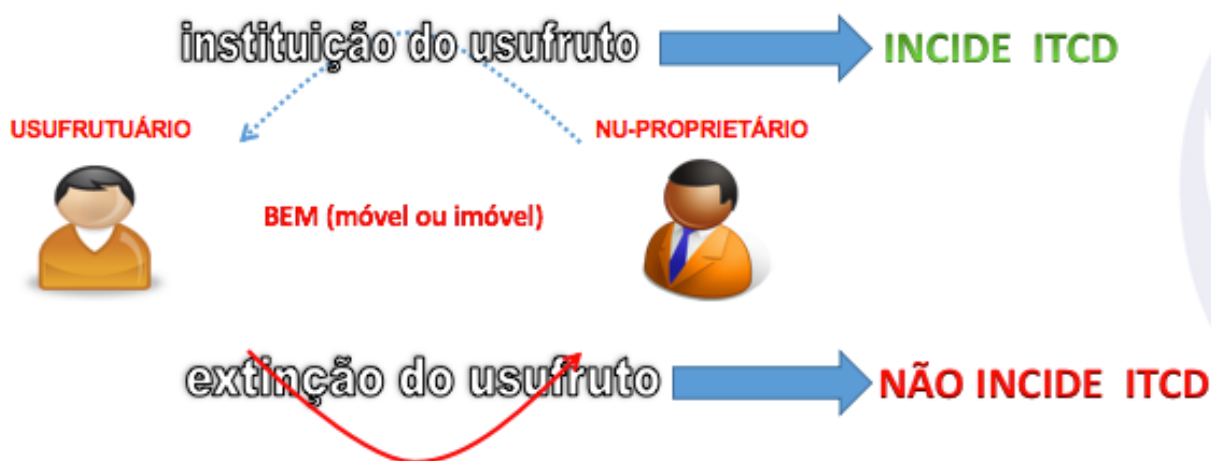 instituição do usufruto
INCIDE ITCD
USUFRUTUÁRIO
NU-PROPRIETÁRIO
BEM (móvel ou imóvel)
extinção do usufruto
NÃO INCIDE ITCD